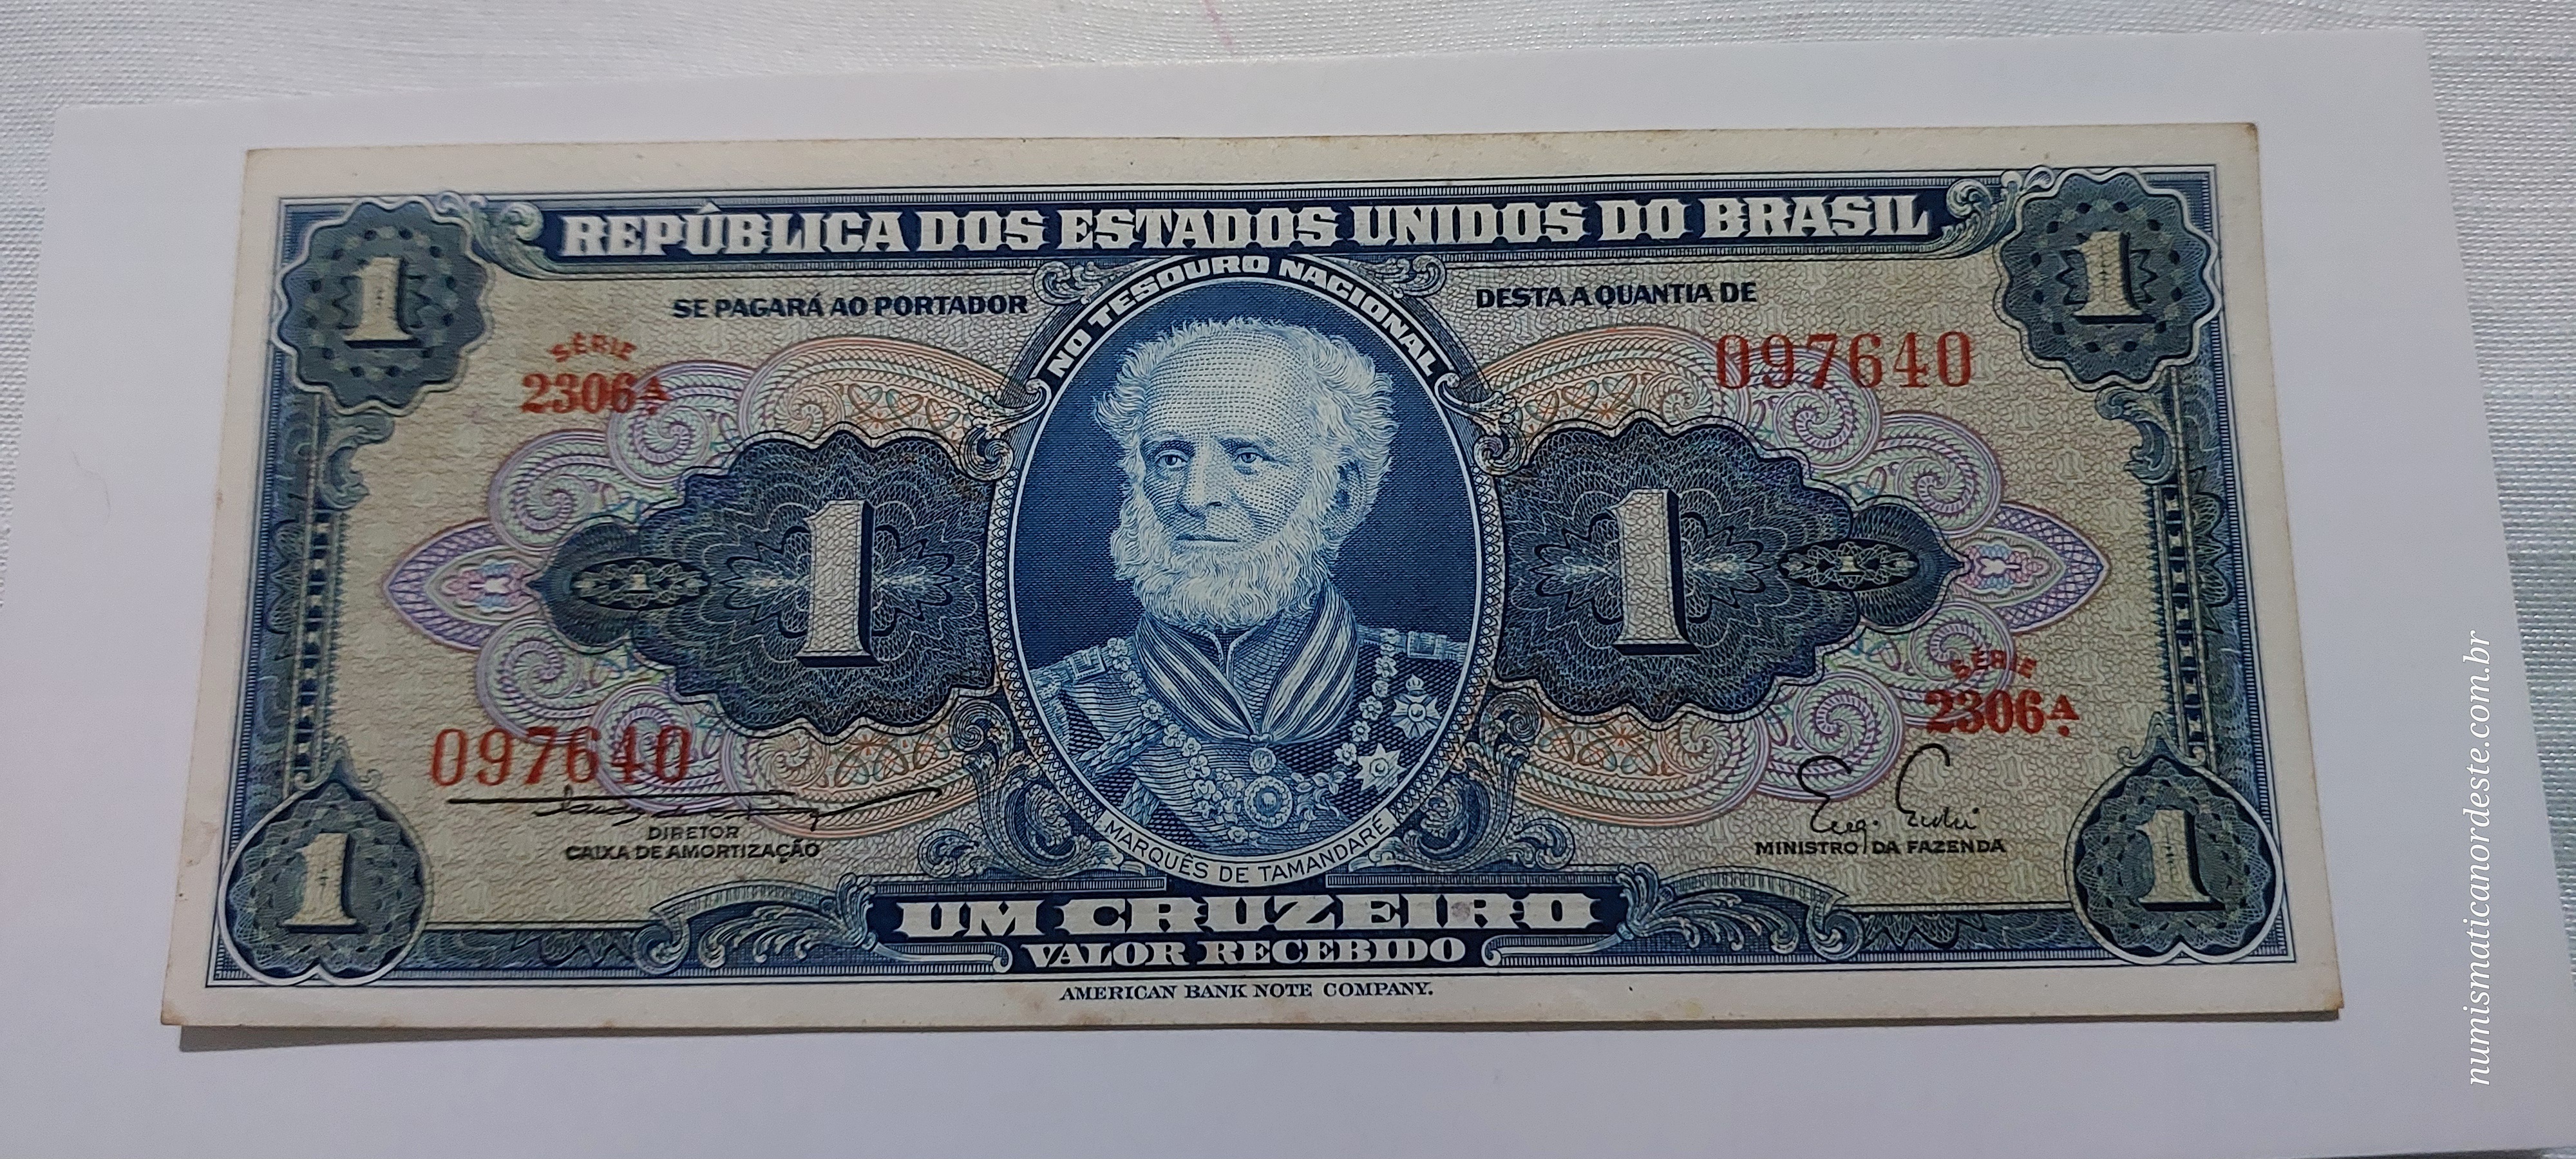 REPÚBLICA DOS ESTADOS UNIDOS DO BRASIL
1
1
NO TESOURO NACIONAL
SE PAGARÁ AO PORTADOR
DESTA A QUANTIA DE
SÉRIE
2306A
097640
1
1
1
1
SÉRIE
2306A
097640
DIRETOR
CAIXA DE AMORTIZAÇÃO
MINISTRO DA FAZENDA
MARQUÊS DE TAMANDARÉ
1
1
UM CRUZEIRO
VALOR RECEBIDO
AMERICAN BANK NOTE COMPANY.
numismaticanordeste.com.br